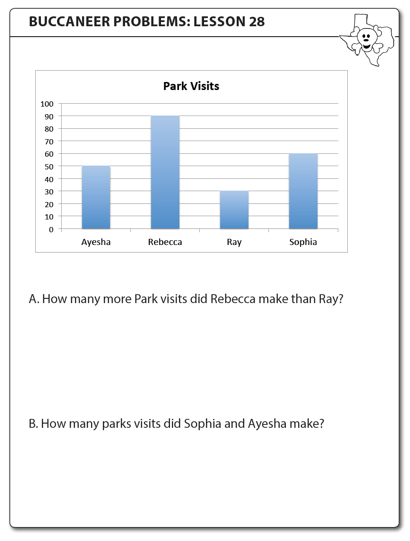 BUCCANEER PROBLEMS: LESSON 28
Park Visits
100
90
80
70
60
50
40
30
20
10
0
Ayesha Rebecca Ray Sophia
A. How many more Park visits did Rebecca make than Ray?
B. How many parks visits did Sophia and Ayesha make?